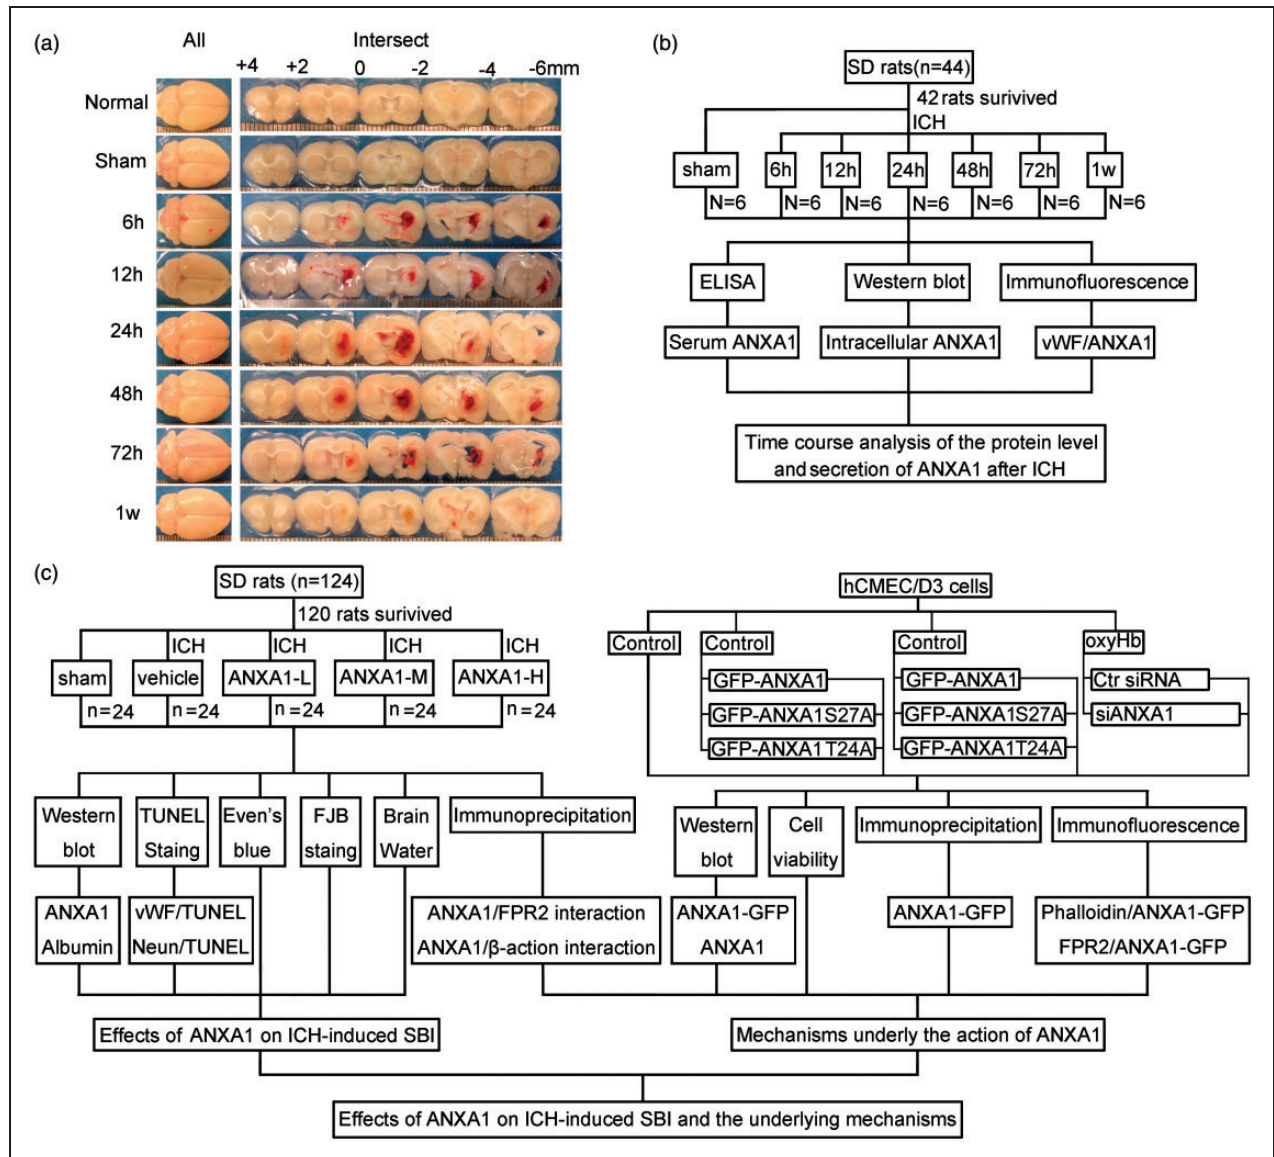 (a)
All
Intersect
+4
+2
0
-2
-4
-6mm
Normal
Sham
6h
12h
24h
48h
72h
1w
(b)
SD rats(n=44)
42 rats surivived
ICH
sham
6h
12h
24h
48h
72h
1w
N=6
N=6
N=6
N=6
N=6
N=6
N=6
ELISA
Western blot
Immunofluorescence
Serum ANXA1
Intracellular ANXA1
vWF/ANXA1
Time course analysis of the protein level
and secretion of ANXA1 after ICH
(c)
SD rats (n=124)
120 rats surivived
ICH
ICH
ICH
ICH
sham
vehicle
ANXA1-L
ANXA1-M
ANXA1-H
n=24
n=24
n=24
n=24
n=24
Western
blot
TUNEL
Staing
Even's
blue
FJB
staing
Brain
Water
Immunoprecipitation
ANXA1
Albumin
vWF/TUNEL
Neun/TUNEL
ANXA1/FPR2 interaction
ANXA1/β-action interaction
Effects of ANXA1 on ICH-induced SBI
hCMEC/D3 cells
Control
Control
Control
oxyHb
GFP-ANXA1
GFP-ANXA1S27A
GFP-ANXA1T24A
GFP-ANXA1
GFP-ANXA1S27A
GFP-ANXA1T24A
Ctr siRNA
siANXA1
Western
blot
Cell
viability
Immunoprecipitation
Immunofluorescence
ANXA1-GFP
ANXA1
ANXA1-GFP
Phalloidin/ANXA1-GFP
FPR2/ANXA1-GFP
Mechanisms underly the action of ANXA1
Effects of ANXA1 on ICH-induced SBI and the underlying mechanisms